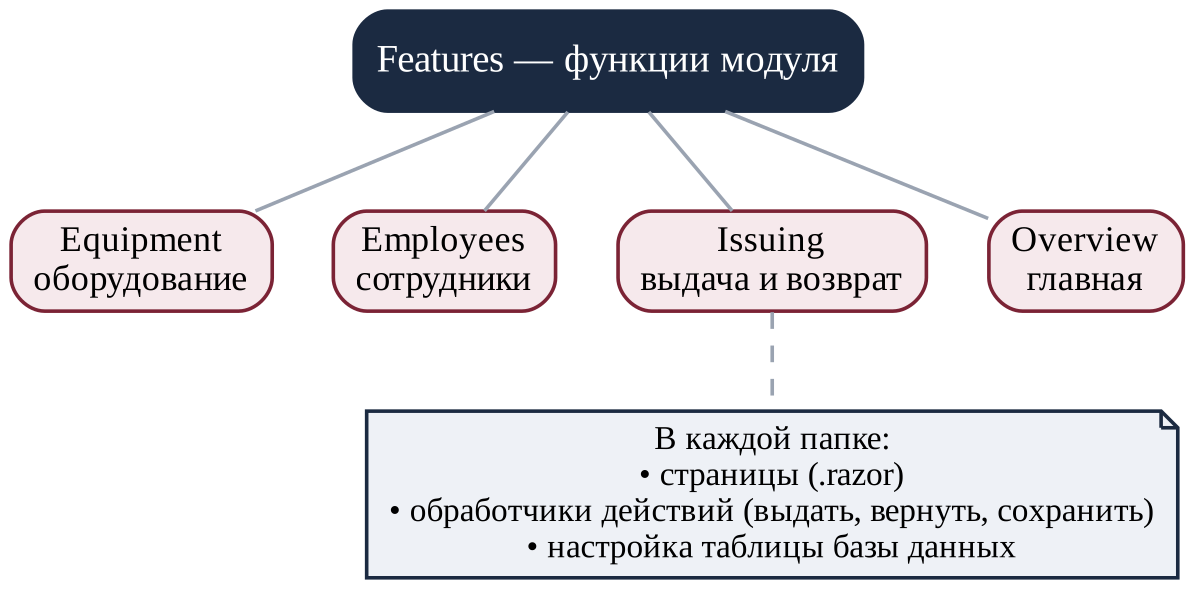 Features — функции модуля
Equipment
оборудование
Employees
сотрудники
Issuing
выдача и возврат
Overview
главная
В каждой папке:
• страницы (.razor)
• обработчики действий (выдать, вернуть, сохранить)
• настройка таблицы базы данных